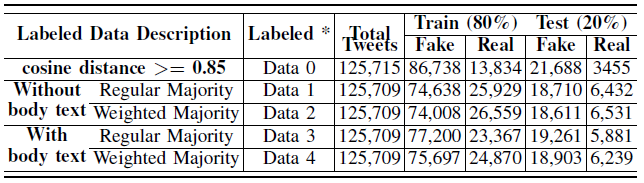 Labeled Data Description Labeled * Total Tweets Train (80%) Test (20%)
Fake Real Fake Real
cosine distance >= 0.85 Data 0 125,715 86,738 13,834 21,688 3455
Without body text Regular Majority Data 1 125,709 74,638 25,929 18,710 6,432
Weighted Majority Data 2 125,709 74,008 26,559 18,611 6,531
With body text Regular Majority Data 3 125,709 77,200 23,367 19,261 5,881
Weighted Majority Data 4 125,709 75,697 24,870 18,903 6,239